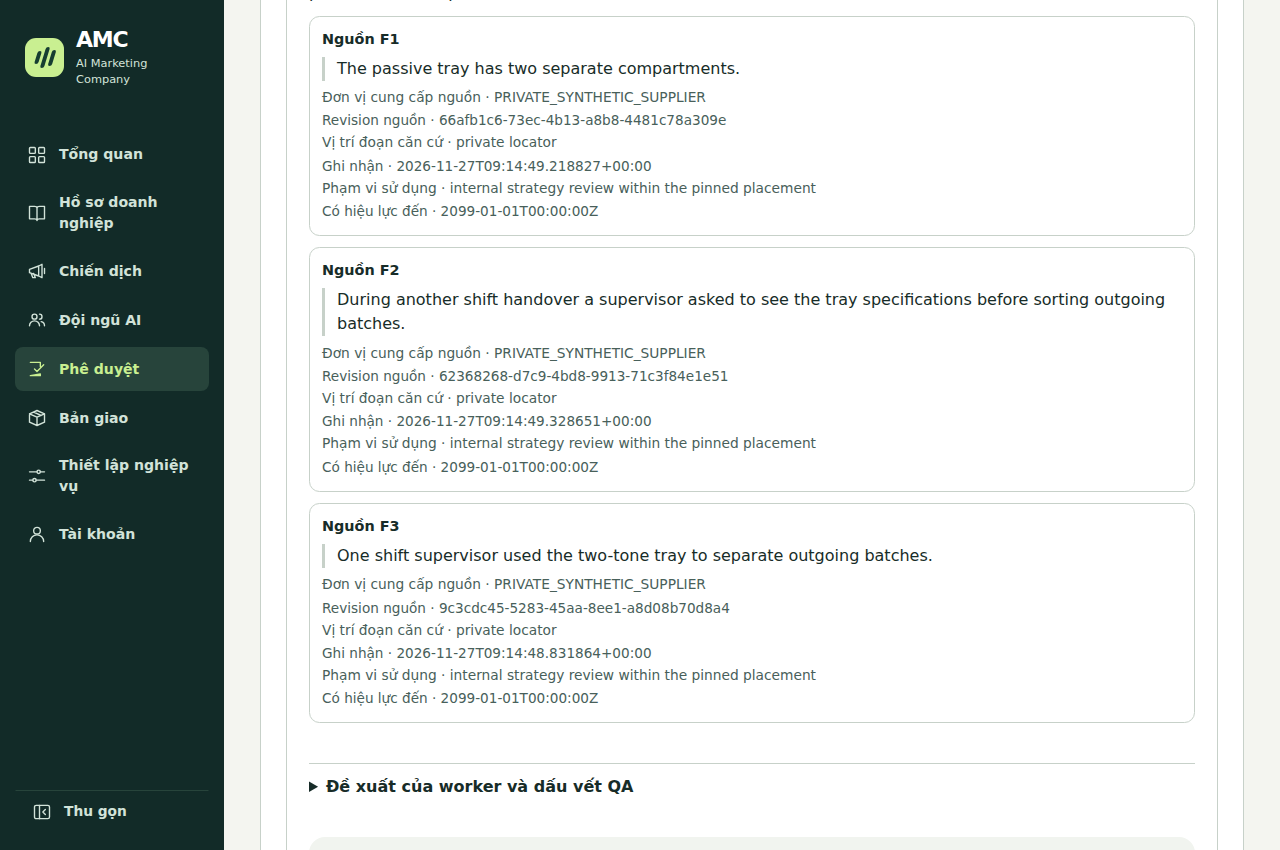 AMC
AI Marketing
Company
Tổng quan
Hồ sơ doanh
nghiệp
Chiến dịch
Đội ngũ AI
Phê duyệt
Bản giao
Thiết lập nghiệp
vụ
Tài khoản
Thu gọn
Nguồn F1
The passive tray has two separate compartments.
Đơn vị cung cấp nguồn · PRIVATE_SYNTHETIC_SUPPLIER
Revision nguồn · 66afb1c6-73ec-4b13-a8b8-4481c78a309e
Vị trí đoạn căn cứ · private locator
Ghi nhận · 2026-11-27T09:14:49.218827+00:00
Phạm vi sử dụng · internal strategy review within the pinned placement
Có hiệu lực đến · 2099-01-01T00:00:00Z
Nguồn F2
During another shift handover a supervisor asked to see the tray specifications before sorting outgoing
batches.
Đơn vị cung cấp nguồn · PRIVATE_SYNTHETIC_SUPPLIER
Revision nguồn · 62368268-d7c9-4bd8-9913-71c3f84e1e51
Vị trí đoạn căn cứ · private locator
Ghi nhận · 2026-11-27T09:14:49.328651+00:00
Phạm vi sử dụng · internal strategy review within the pinned placement
Có hiệu lực đến · 2099-01-01T00:00:00Z
Nguồn F3
One shift supervisor used the two-tone tray to separate outgoing batches.
Đơn vị cung cấp nguồn · PRIVATE_SYNTHETIC_SUPPLIER
Revision nguồn · 9c3cdc45-5283-45aa-8ee1-a8d08b70d8a4
Vị trí đoạn căn cứ · private locator
Ghi nhận · 2026-11-27T09:14:48.831864+00:00
Phạm vi sử dụng · internal strategy review within the pinned placement
Có hiệu lực đến · 2099-01-01T00:00:00Z
Đề xuất của worker và dấu vết QA